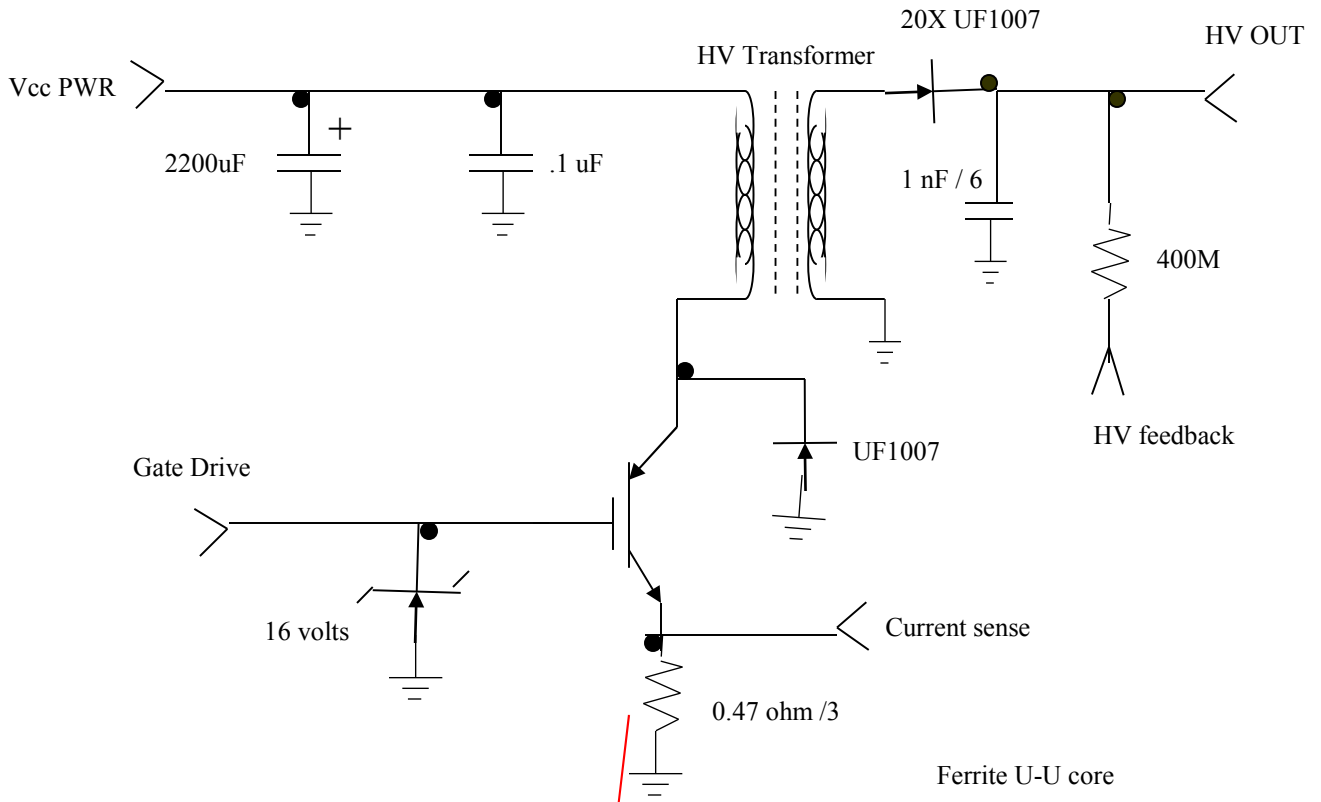 20X UF1007
HV OUT
HV Transformer
Vcc PWR
+
2200uF
.1 uF
1 nF / 6
400M
HV feedback
UF1007
Gate Drive
16 volts
Current sense
0.47 ohm /3
Ferrite U-U core